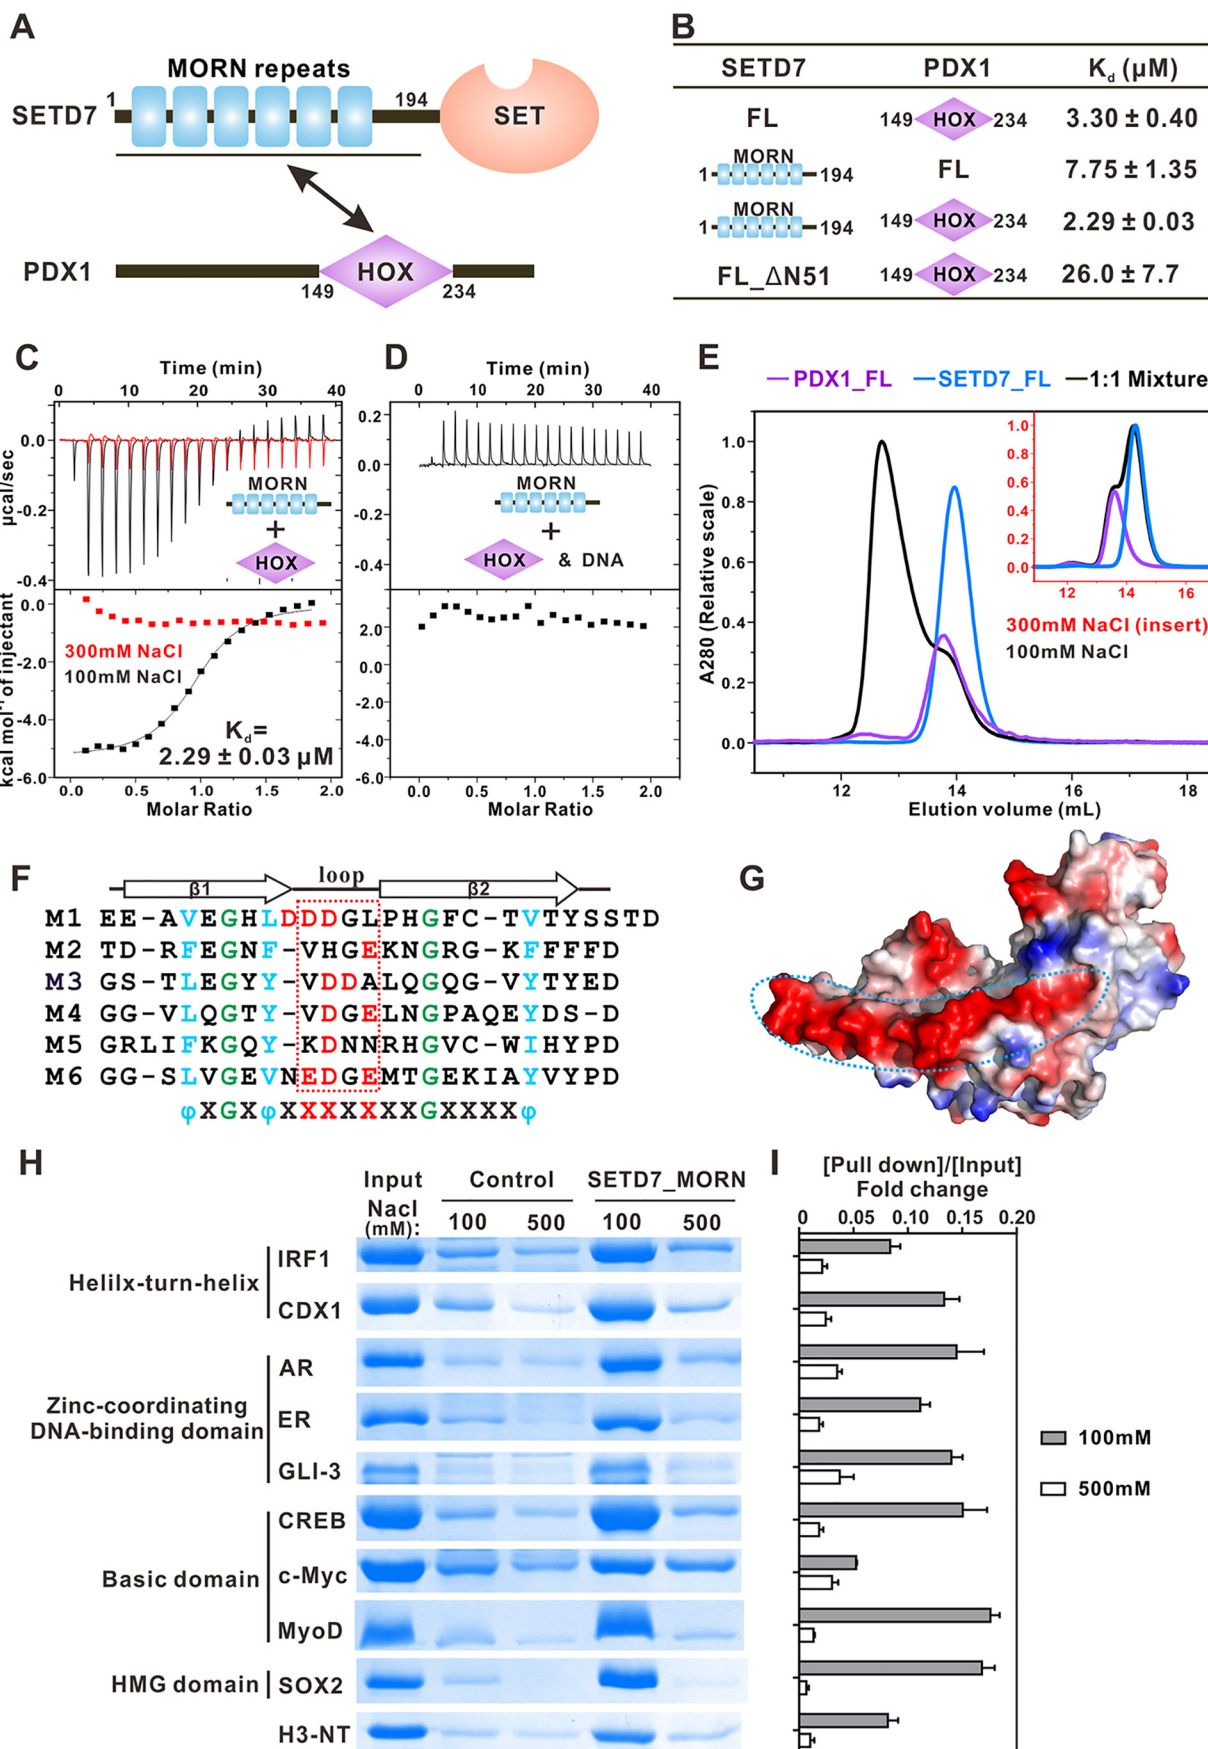 A
MORN repeats
1
194
SETD7
SET
PDX1
HOX
149
234
B
SETD7 PDX1 Kd (μM)
FL 149 HOX 234 3.30 ± 0.40
MORN
1 194 FL 7.75 ± 1.35
MORN
1 194 149 HOX 234 2.29 ± 0.03
FL_ΔN51 149 HOX 234 26.0 ± 7.7
C
Time (min)
0 10 20 30 40
μcal/sec
0.0
-0.2
-0.4
MORN
+
HOX
kcal mol⁻¹ of injectant
0.0
-2.0
-4.0
-6.0
300mM NaCl
100mM NaCl
Kd=
2.29 ± 0.03 μM
0.0 0.5 1.0 1.5 2.0
Molar Ratio
D
Time (min)
0 10 20 30 40
0.2
0.0
-0.2
-0.4
MORN
+
HOX & DNA
2.0
0.0
-2.0
-4.0
-6.0
0.0 0.5 1.0 1.5 2.0
Molar Ratio
E
PDX1_FL SETD7_FL 1:1 Mixture
A280 (Relative scale)
1.0
0.8
0.6
0.4
0.2
0.0
1.0
0.8
0.6
0.4
0.2
0.0
12 14 16
300mM NaCl (insert)
100mM NaCl
12 14 16 18
Elution volume (mL)
F
β1 loop β2
M1 EE-AVEGHLDDDGLPHGFC-TVTYSSTD
M2 TD-RFEGNF-VHGEKNGRG-KFFFFD
M3 GS-TLEGYY-VDDALQGQG-VYTYED
M4 GG-VLQGTY-VDGELNGPAQEYDS-D
M5 GRLIFKGQY-KDNNRHGVC-WIHYPD
M6 GG-SLVGEVNEDGEMTGEKIAYVYPD
φXGXφXXXXXXXGXXXXφ
G
H
Input Control SETD7_MORN
Nacl
(mM): 100 500 100 500
Helilx-turn-helix
IRF1
CDX1
Zinc-coordinating
DNA-binding domain
AR
ER
GLI-3
Basic domain
CREB
c-Myc
MyoD
HMG domain
SOX2
H3-NT
I
[Pull down]/[Input]
Fold change
0 0.05 0.10 0.15 0.20
100mM
500mM